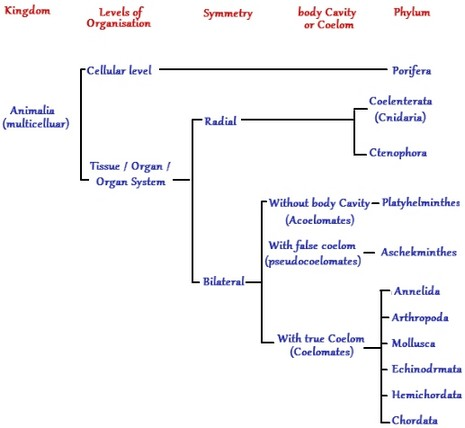 Kingdom
Levels of
Organisation
Symmetry
body Cavity
or Coelom
Phylum
Cellular level
Porifera
Animalia
(multicelluar)
Radial
Coelenterata
(Cnidaria)
Ctenophora
Tissue / Organ /
Organ System
Bilateral
Without body Cavity
(Acoelomates)
Platyhelminthes
With false coelom
(pseudocoelomates)
Aschekminthes
With true Coelom
(Coelomates)
Annelida
Arthropoda
Mollusca
Echinodrmata
Hemichordata
Chordata